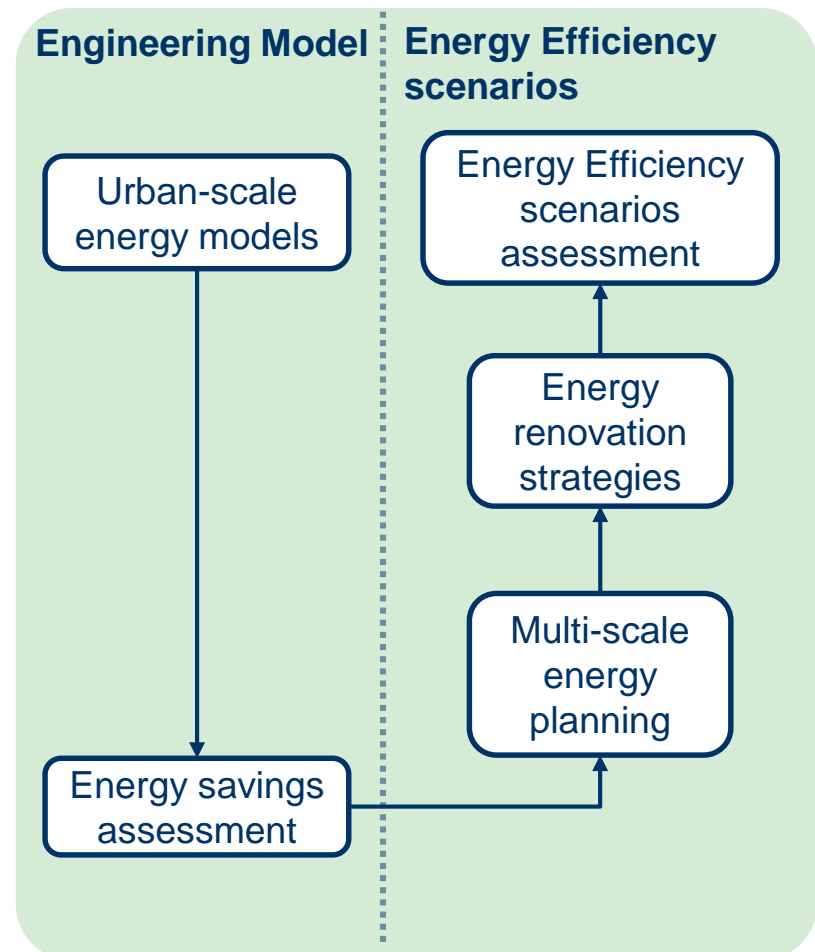 Engineering Model
Urban-scale
energy models
Energy savings
assessment
Energy Efficiency
scenarios
Energy Efficiency
scenarios
assessment
Energy
renovation
strategies
Multi-scale
energy
planning